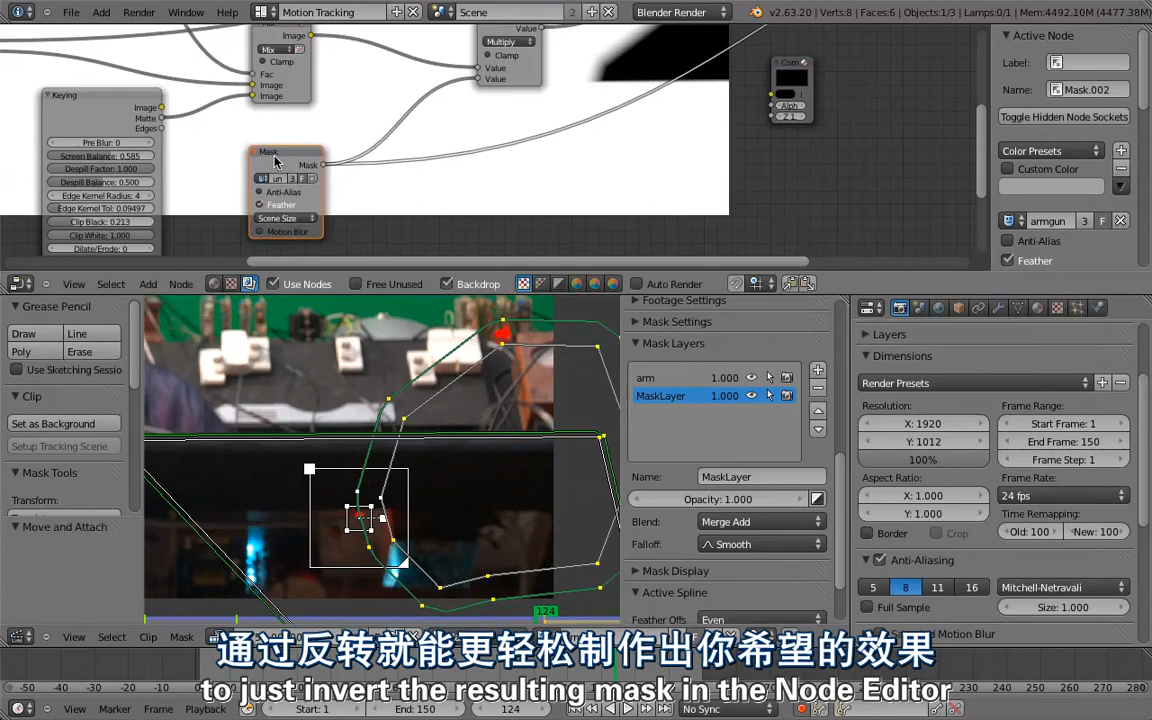 File Add Render Window Help Motion Tracking Scene 2 Blender Render v2.63.20 | Verts:8 | Faces:6 | Objects:1/3 | Lamps:0/1 | Mem:4492.10M (4477.38M)
Image
Mix
Clamp
Fac
Image
Image
Multiply
Clamp
Value
Value
Keying
Image
Matte
Edges
Pre Blur: 0
Screen Balance: 0.585
Despill Factor: 1.000
Despill Balance: 0.500
Edge Kernel Radius: 4
Edge Kernel Tol: 0.09497
Clip Black: 0.213
Clip White: 1.000
Dilate/Erode: 0
Mask
Mask
un 3 F
Anti-Alias
Feather
Scene Size
Motion Blur
Com
Alph
Z 1
Active Node
Label:
Name: Mask.002
Toggle Hidden Node Sockets
Color Presets
Custom Color
armgun 3 F
Anti-Alias
Feather
View Select Add Node Use Nodes Free Unused Backdrop Auto Render
Grease Pencil
Draw Line
Poly Erase
Use Sketching Sessio
Clip
Set as Background
Setup Tracking Scene
Mask Tools
Transform:
Move and Attach
124
Footage Settings
Mask Settings
Mask Layers
arm 1.000
MaskLayer 1.000
Name: MaskLayer
Opacity: 1.000
Blend: Merge Add
Falloff: Smooth
Mask Display
Active Spline
Feather Offs Even
Layers
Dimensions
Render Presets
Resolution: Frame Range:
X: 1920 Start Frame: 1
Y: 1012 End Frame: 150
100% Frame Step: 1
Aspect Ratio: Frame Rate:
X: 1.000 24 fps
Y: 1.000 Time Remapping:
Border Crop Old: 100 New: 100
Anti-Aliasing
5 8 11 16 Mitchell-Netravali
Full Sample Size: 1.000
Motion Blur
View Select Clip Mask
通过反转就能更轻松制作出你希望的效果
to just invert the resulting mask in the Node Editor
View Marker Frame Playback Start: 1 End: 150 124 No Sync